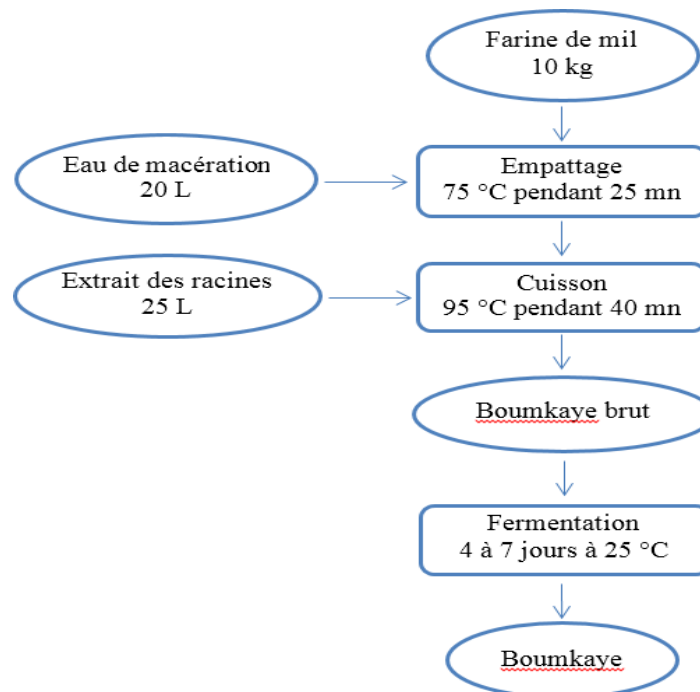 Farine de mil
10 kg
Eau de macération
20 L
Empattage
75 °C pendant 25 mn
Extrait des racines
25 L
Cuisson
95 °C pendant 40 mn
Boumkaye brut
Fermentation
4 à 7 jours à 25 °C
Boumkaye